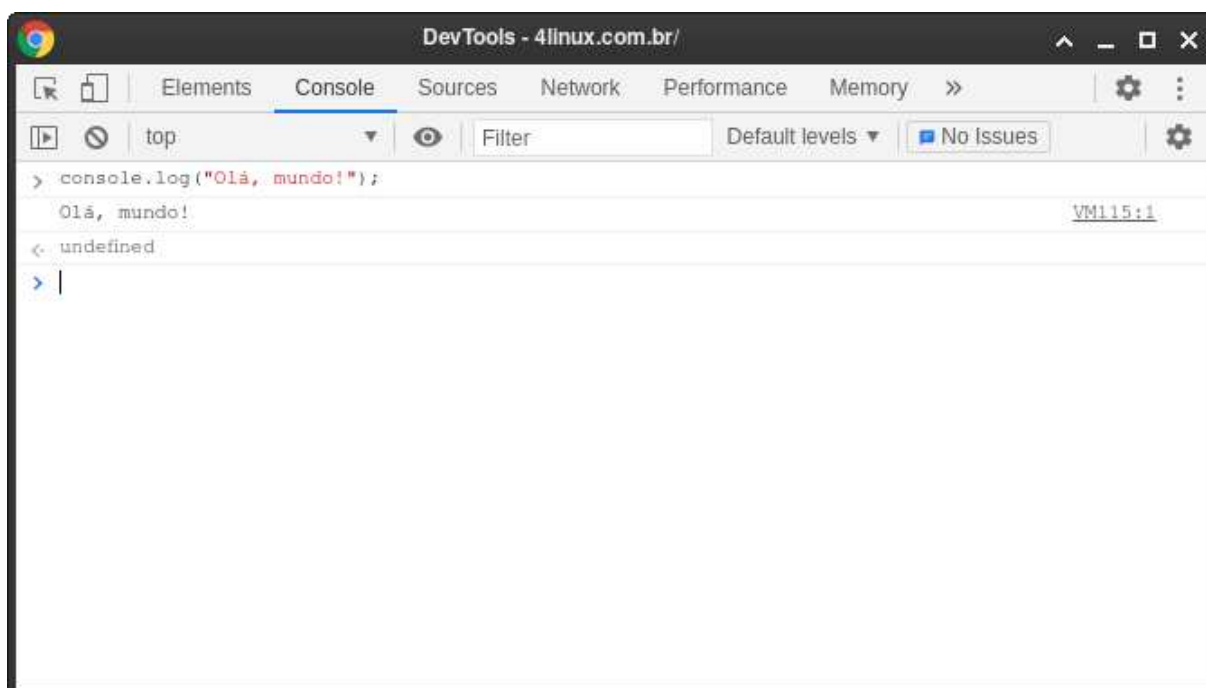 DevTools - 4linux.com.br/
Elements Console Sources Network Performance Memory »
top Filter Default levels No Issues
> console.log("Olá, mundo!");
Olá, mundo! VM115:1
undefined
>